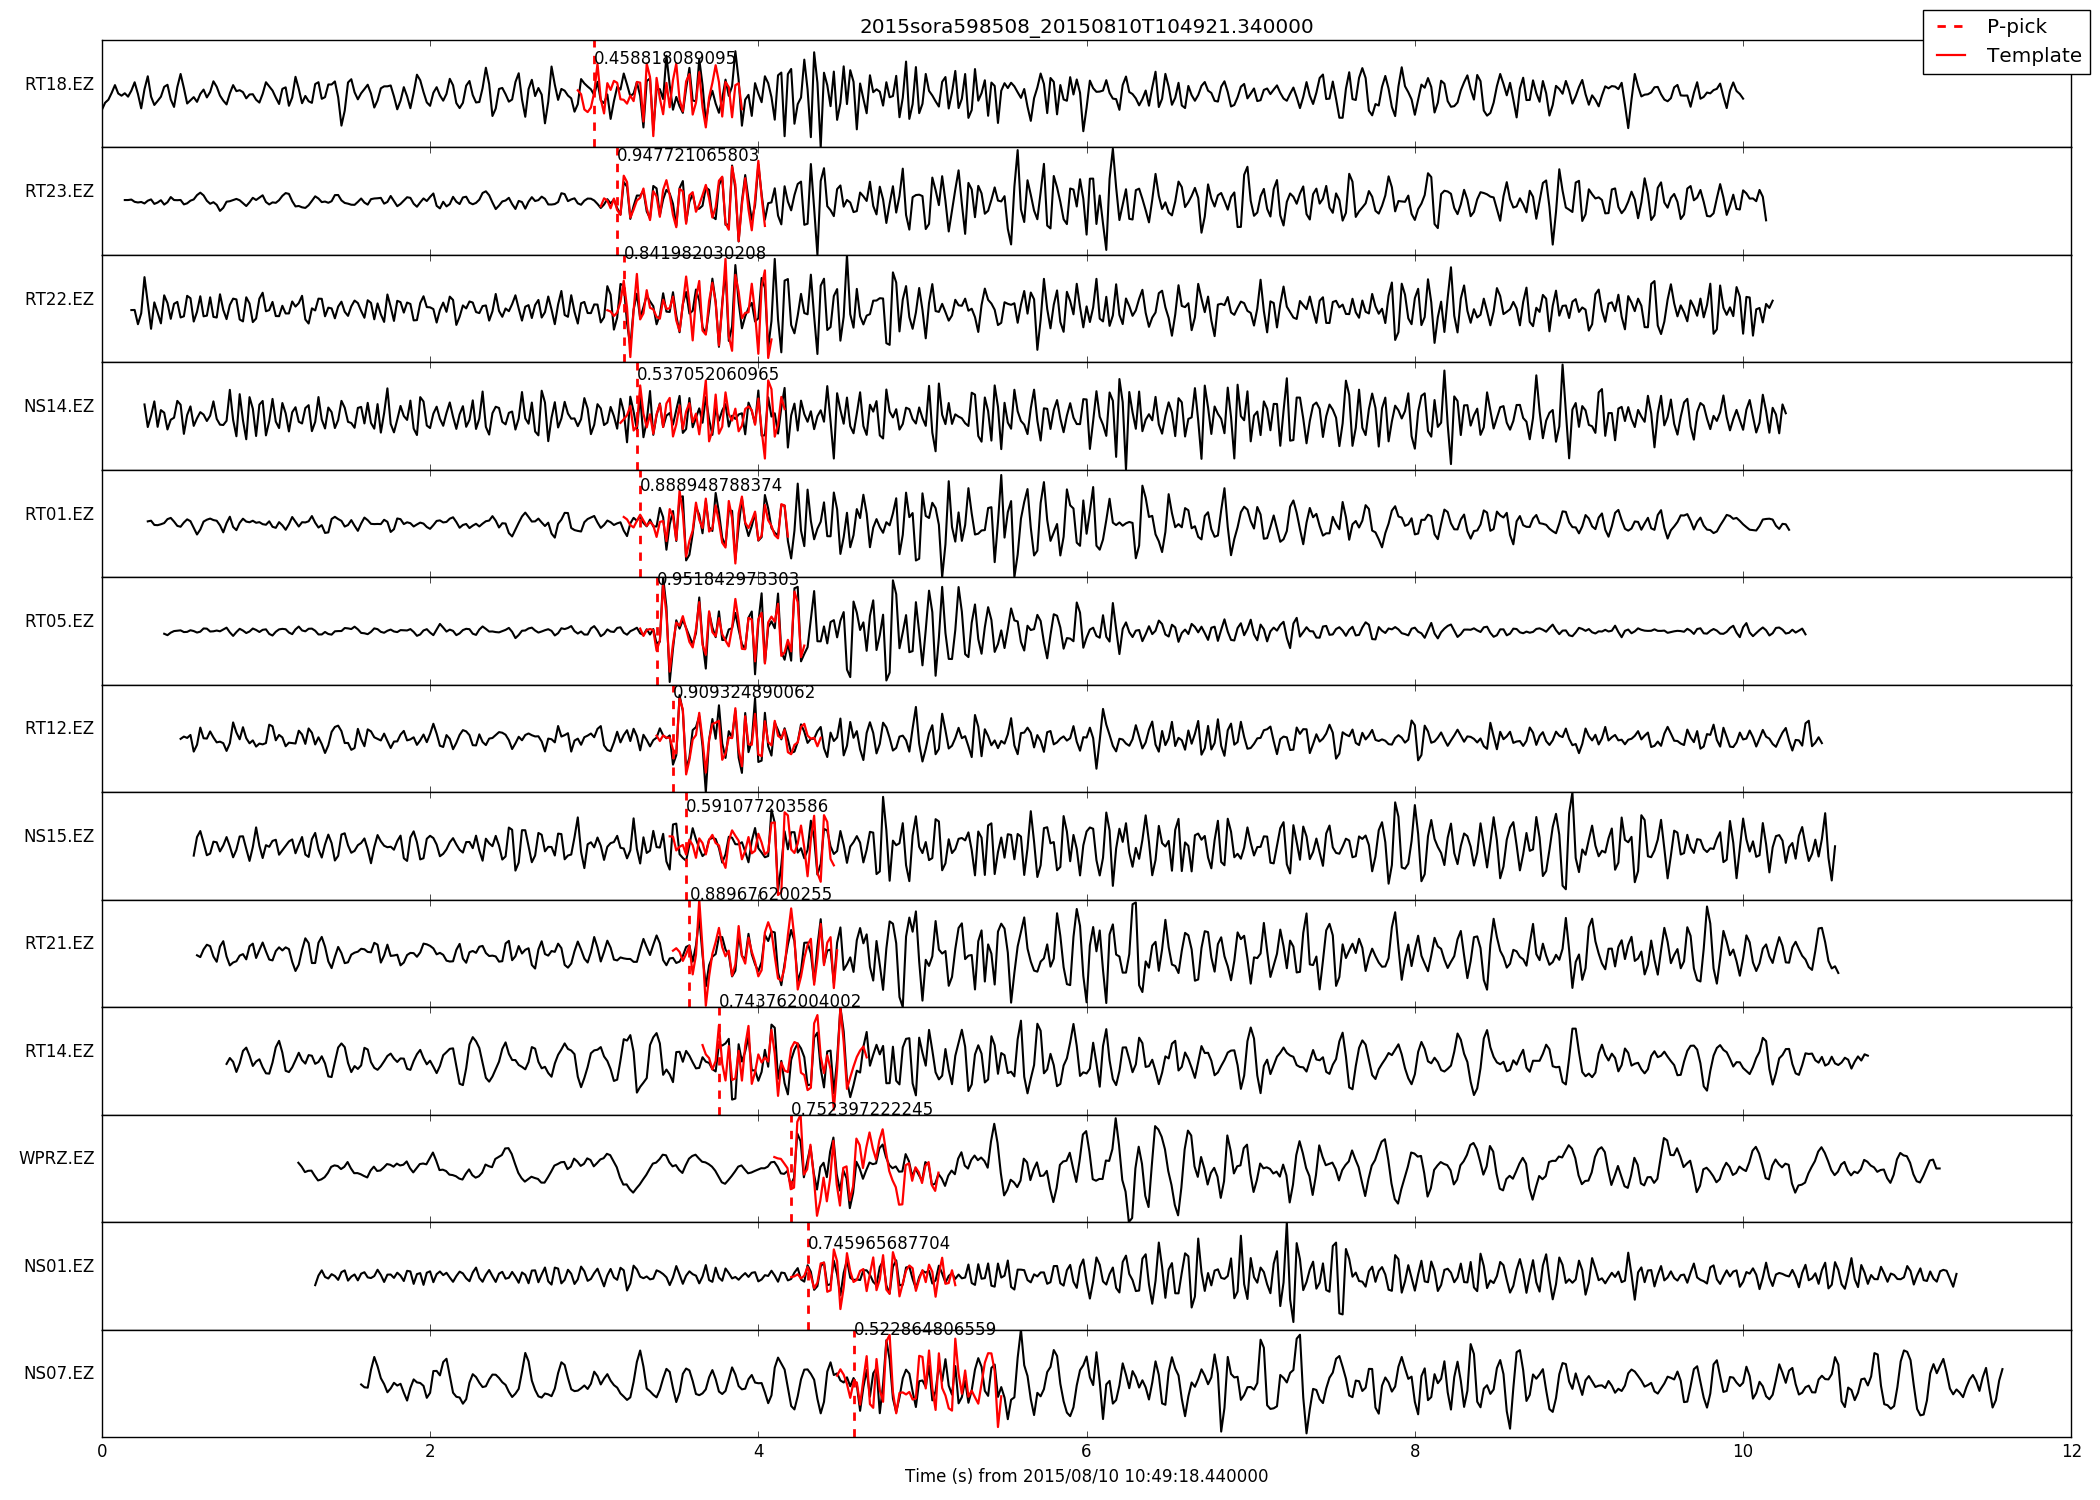 2015sora598508_20150810T104921.340000
P-pick
Template
RT18.EZ
0.458818089095
RT23.EZ
0.947721065803
RT22.EZ
0.841982030208
NS14.EZ
0.537052060965
RT01.EZ
0.888948788374
RT05.EZ
0.951842973303
RT12.EZ
0.909324890062
NS15.EZ
0.591077203586
RT21.EZ
0.889676200255
RT14.EZ
0.743762004002
WPRZ.EZ
0.752397222245
NS01.EZ
0.745965687704
NS07.EZ
0.522864806559
0 2 4 6 8 10 12
Time (s) from 2015/08/10 10:49:18.440000